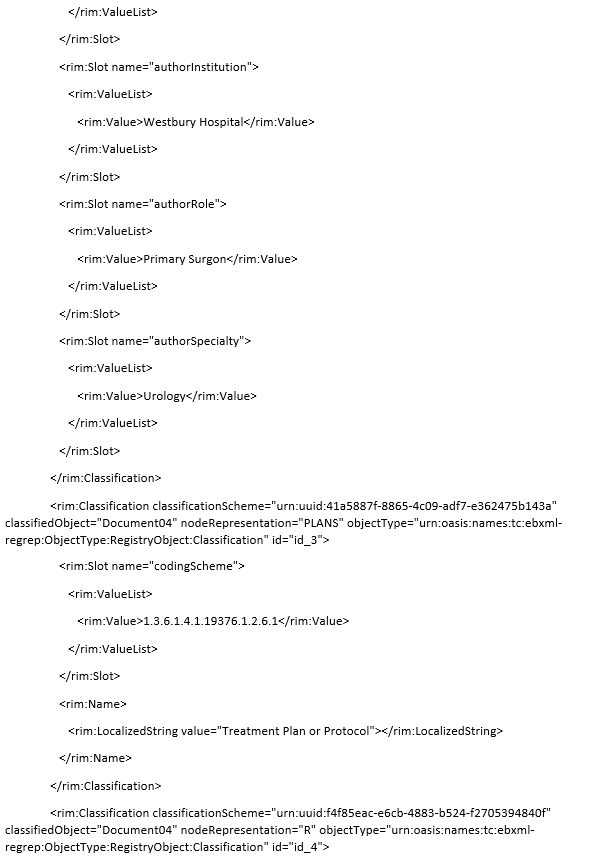 </rim:ValueList>
</rim:Slot>
<rim:Slot name="authorInstitution">
<rim:ValueList>
<rim:Value>Westbury Hospital</rim:Value>
</rim:ValueList>
</rim:Slot>
<rim:Slot name="authorRole">
<rim:ValueList>
<rim:Value>Primary Surgon</rim:Value>
</rim:ValueList>
</rim:Slot>
<rim:Slot name="authorSpecialty">
<rim:ValueList>
<rim:Value>Urology</rim:Value>
</rim:ValueList>
</rim:Slot>
</rim:Classification>
<rim:Classification classificationScheme="urn:uuid:41a5887f-8865-4c09-adf7-e362475b143a"
classifiedObject="Document04" nodeRepresentation="PLANS" objectType="urn:oasis:names:tc:ebxml-
regrep:ObjectType:RegistryObject:Classification" id="id_3">
<rim:Slot name="codingScheme">
<rim:ValueList>
<rim:Value>1.3.6.1.4.1.19376.1.2.6.1</rim:Value>
</rim:ValueList>
</rim:Slot>
<rim:Name>
<rim:LocalizedString value="Treatment Plan or Protocol"></rim:LocalizedString>
</rim:Name>
</rim:Classification>
<rim:Classification classificationScheme="urn:uuid:f4f85eac-e6cb-4883-b524-f2705394840f"
classifiedObject="Document04" nodeRepresentation="R" objectType="urn:oasis:names:tc:ebxml-
regrep:ObjectType:RegistryObject:Classification" id="id_4">